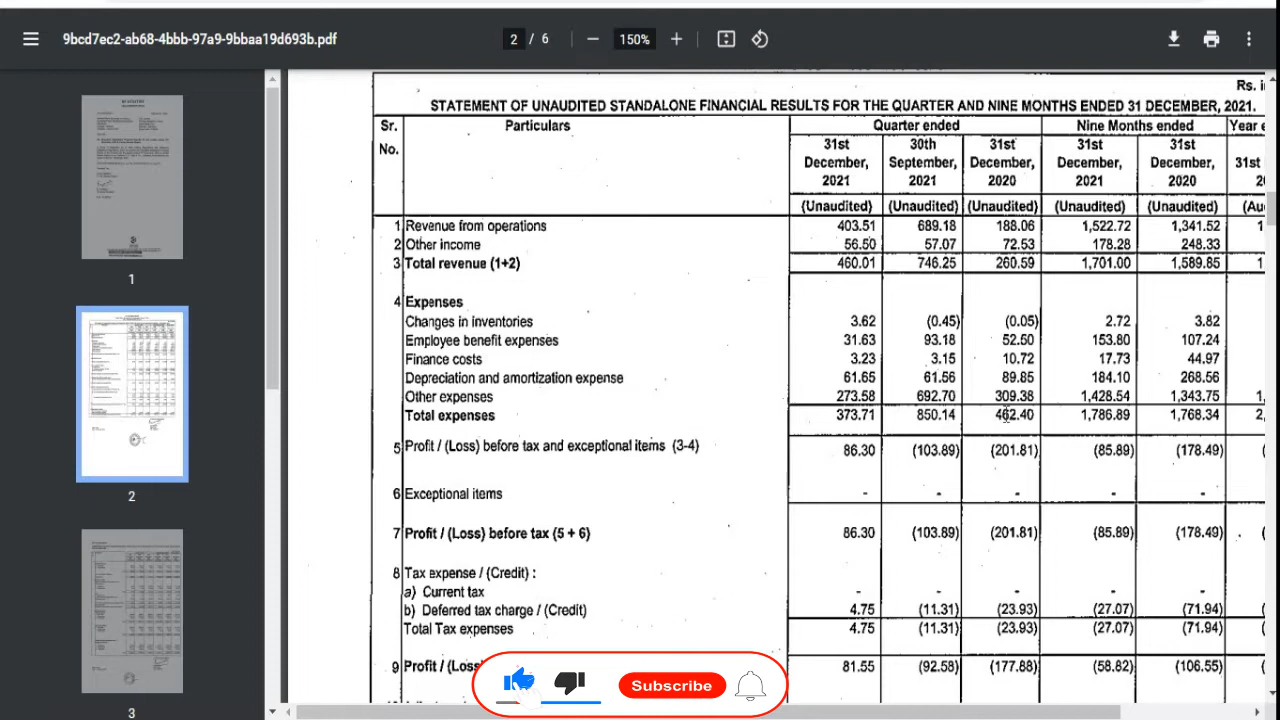 9bcd7ec2-ab68-4bbb-97a9-9bbaa19d693b.pdf 2 / 6 150%
1
2
3
Rs. i
STATEMENT OF UNAUDITED STANDALONE FINANCIAL RESULTS FOR THE QUARTER AND NINE MONTHS ENDED 31 DECEMBER, 2021.
Sr. No. Particulars Quarter ended Nine Months ended Year e
31st December, 2021 30th September, 2021 31st December, 2020 31st December, 2021 31st December, 2020 31st 20
(Unaudited) (Unaudited) (Unaudited) (Unaudited) (Unaudited) (Au
1 Revenue from operations 403.51 689.18 188.06 1,522.72 1,341.52 1
2 Other income 56.50 57.07 72.53 178.28 248.33
3 Total revenue (1+2) 460.01 746.25 260.59 1,701.00 1,589.85 1
4 Expenses
Changes in inventories 3.62 (0.45) (0.05) 2.72 3.82
Employee benefit expenses 31.63 93.18 52.50 153.80 107.24
Finance costs 3.23 3.15 10.72 17.73 44.97
Depreciation and amortization expense 61.65 61.56 89.85 184.10 268.56
Other expenses 273.58 692.70 309.38 1,428.54 1,343.75 1,
Total expenses 373.71 850.14 462.40 1,786.89 1,768.34 2,
5 Profit / (Loss) before tax and exceptional items (3-4) 86.30 (103.89) (201.81) (85.89) (178.49) (
6 Exceptional items - - - - -
7 Profit / (Loss) before tax (5 + 6) 86.30 (103.89) (201.81) (85.89) (178.49) (
8 Tax expense / (Credit) :
a) Current tax - - - - -
b) Deferred tax charge / (Credit) 4.75 (11.31) (23.93) (27.07) (71.94) (
Total Tax expenses 4.75 (11.31) (23.93) (27.07) (71.94) (
9 Profit / (Loss 81.55 (92.58) (177.88) (58.82) (106.55) (
Subscribe